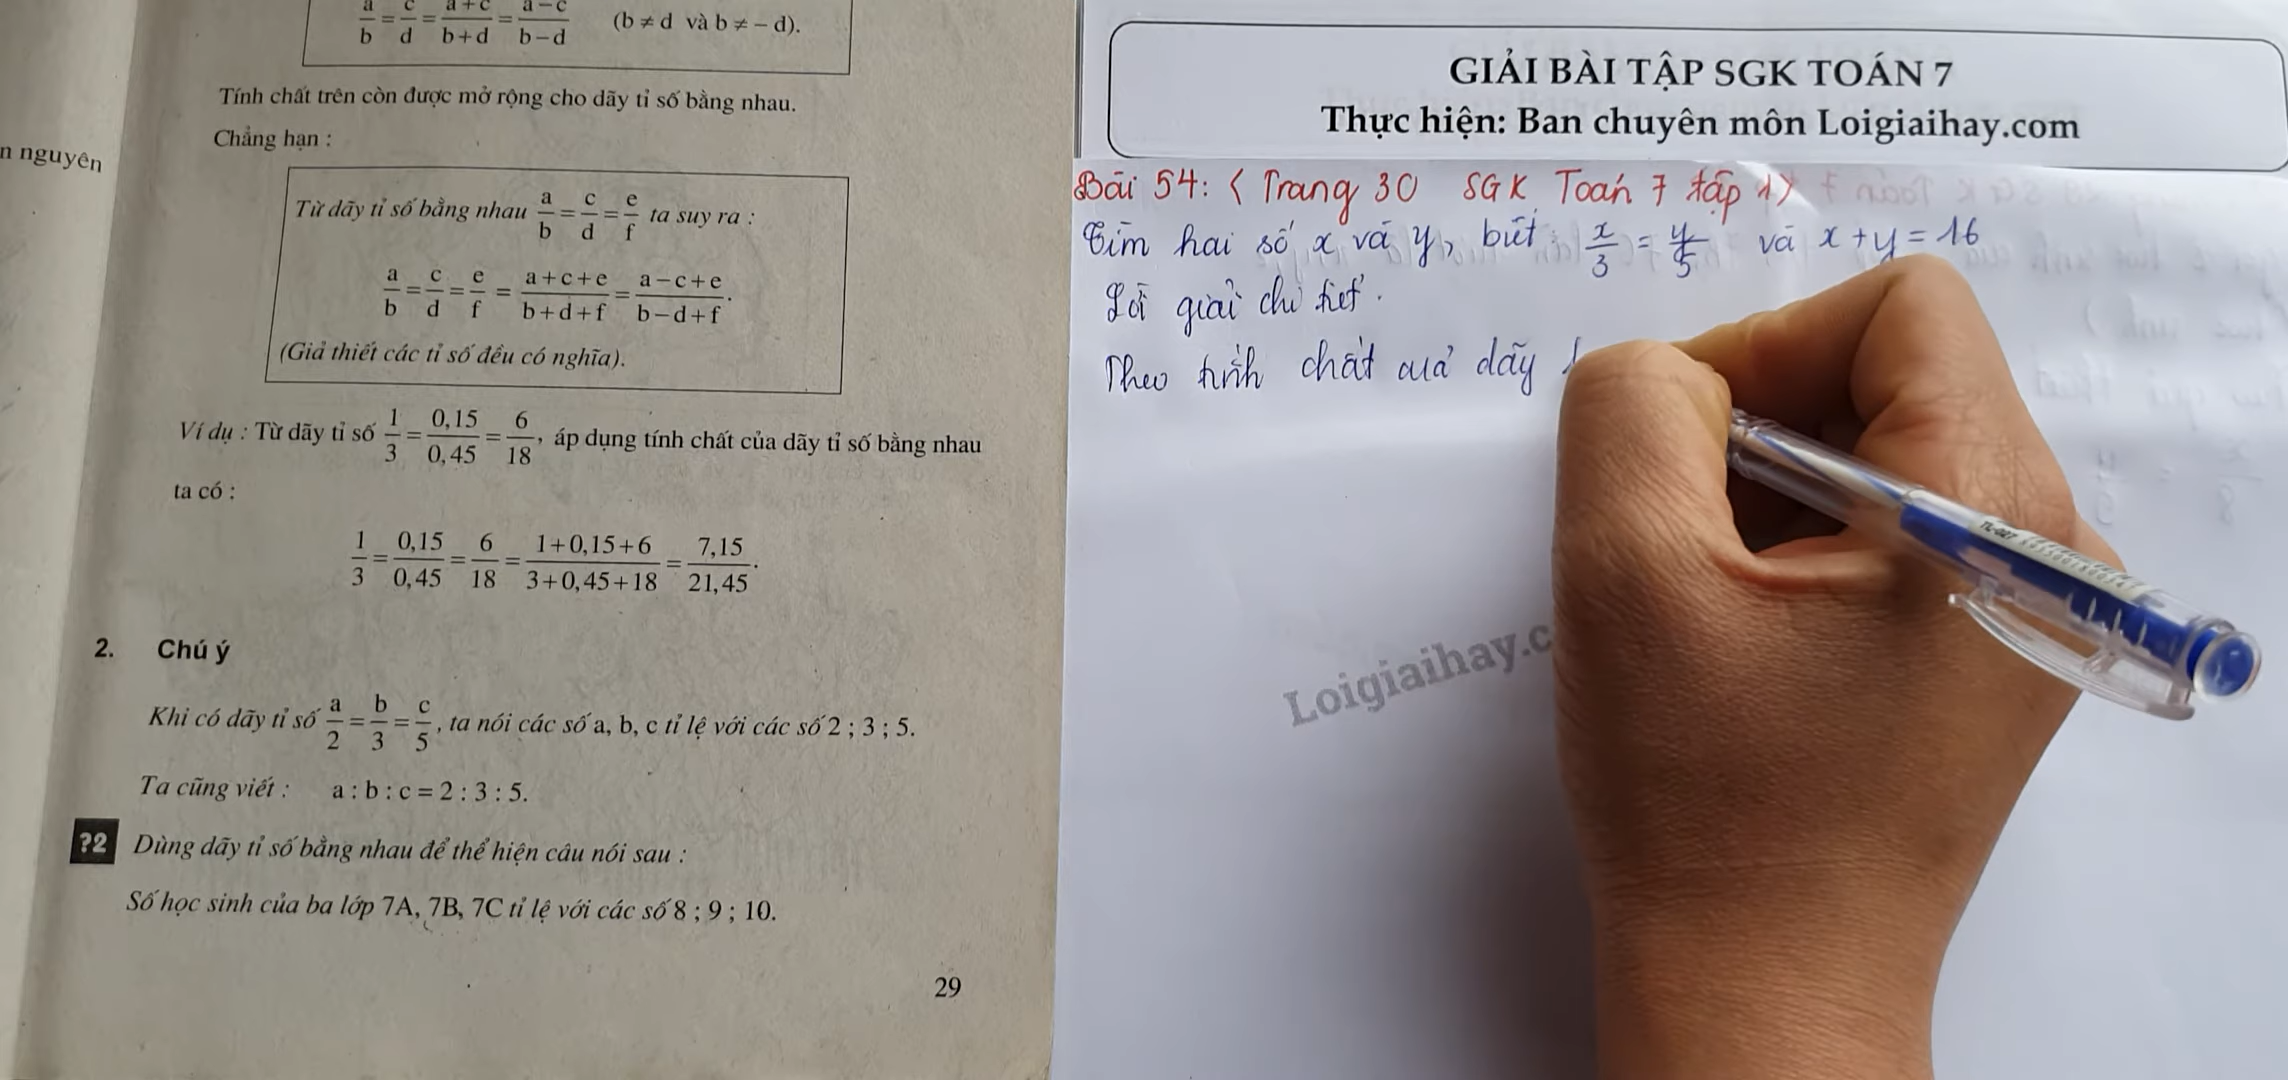 a/b = c/d = a+c/b+d = a−c/b−d (b ≠ d và b ≠ − d).
Tính chất trên còn được mở rộng cho dãy tỉ số bằng nhau.
Chẳng hạn :
n nguyên
Từ dãy tỉ số bằng nhau a/b = c/d = e/f ta suy ra :
a/b = c/d = e/f = a+c+e/b+d+f = a−c+e/b−d+f.
(Giả thiết các tỉ số đều có nghĩa).
Ví dụ : Từ dãy tỉ số 1/3 = 0,15/0,45 = 6/18, áp dụng tính chất của dãy tỉ số bằng nhau
ta có :
1/3 = 0,15/0,45 = 6/18 = 1+0,15+6/3+0,45+18 = 7,15/21,45.
2. Chú ý
Khi có dãy tỉ số a/2 = b/3 = c/5, ta nói các số a, b, c tỉ lệ với các số 2 ; 3 ; 5.
Ta cũng viết : a : b : c = 2 : 3 : 5.
?2 Dùng dãy tỉ số bằng nhau để thể hiện câu nói sau :
Số học sinh của ba lớp 7A, 7B, 7C tỉ lệ với các số 8 ; 9 ; 10.
29
GIẢI BÀI TẬP SGK TOÁN 7
Thực hiện: Ban chuyên môn Loigiaihay.com
Bài 54: ( Trang 30 SGK Toán 7 tập 1)
Tìm hai số x và y, biết x/3 = y/5 và x + y = 16
Lời giải chi tiết.
Theo tính chất của dãy
Loigiaihay.c